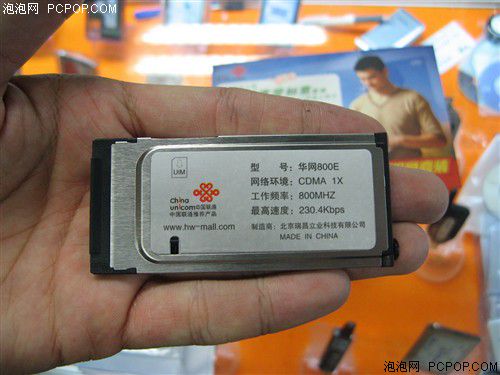 泡泡网 PCPOP.COM
UIM
China
unicom中国联通
中国联通推荐产品
www.hw-mall.com
型 号: 华网800E
网络环境: CDMA 1X
工作频率: 800MHZ
最高速度: 230.4Kbps
制造商: 北京瑞昌立业科技有限公司
MADE IN CHINA
泡泡网 PCPOP.COM